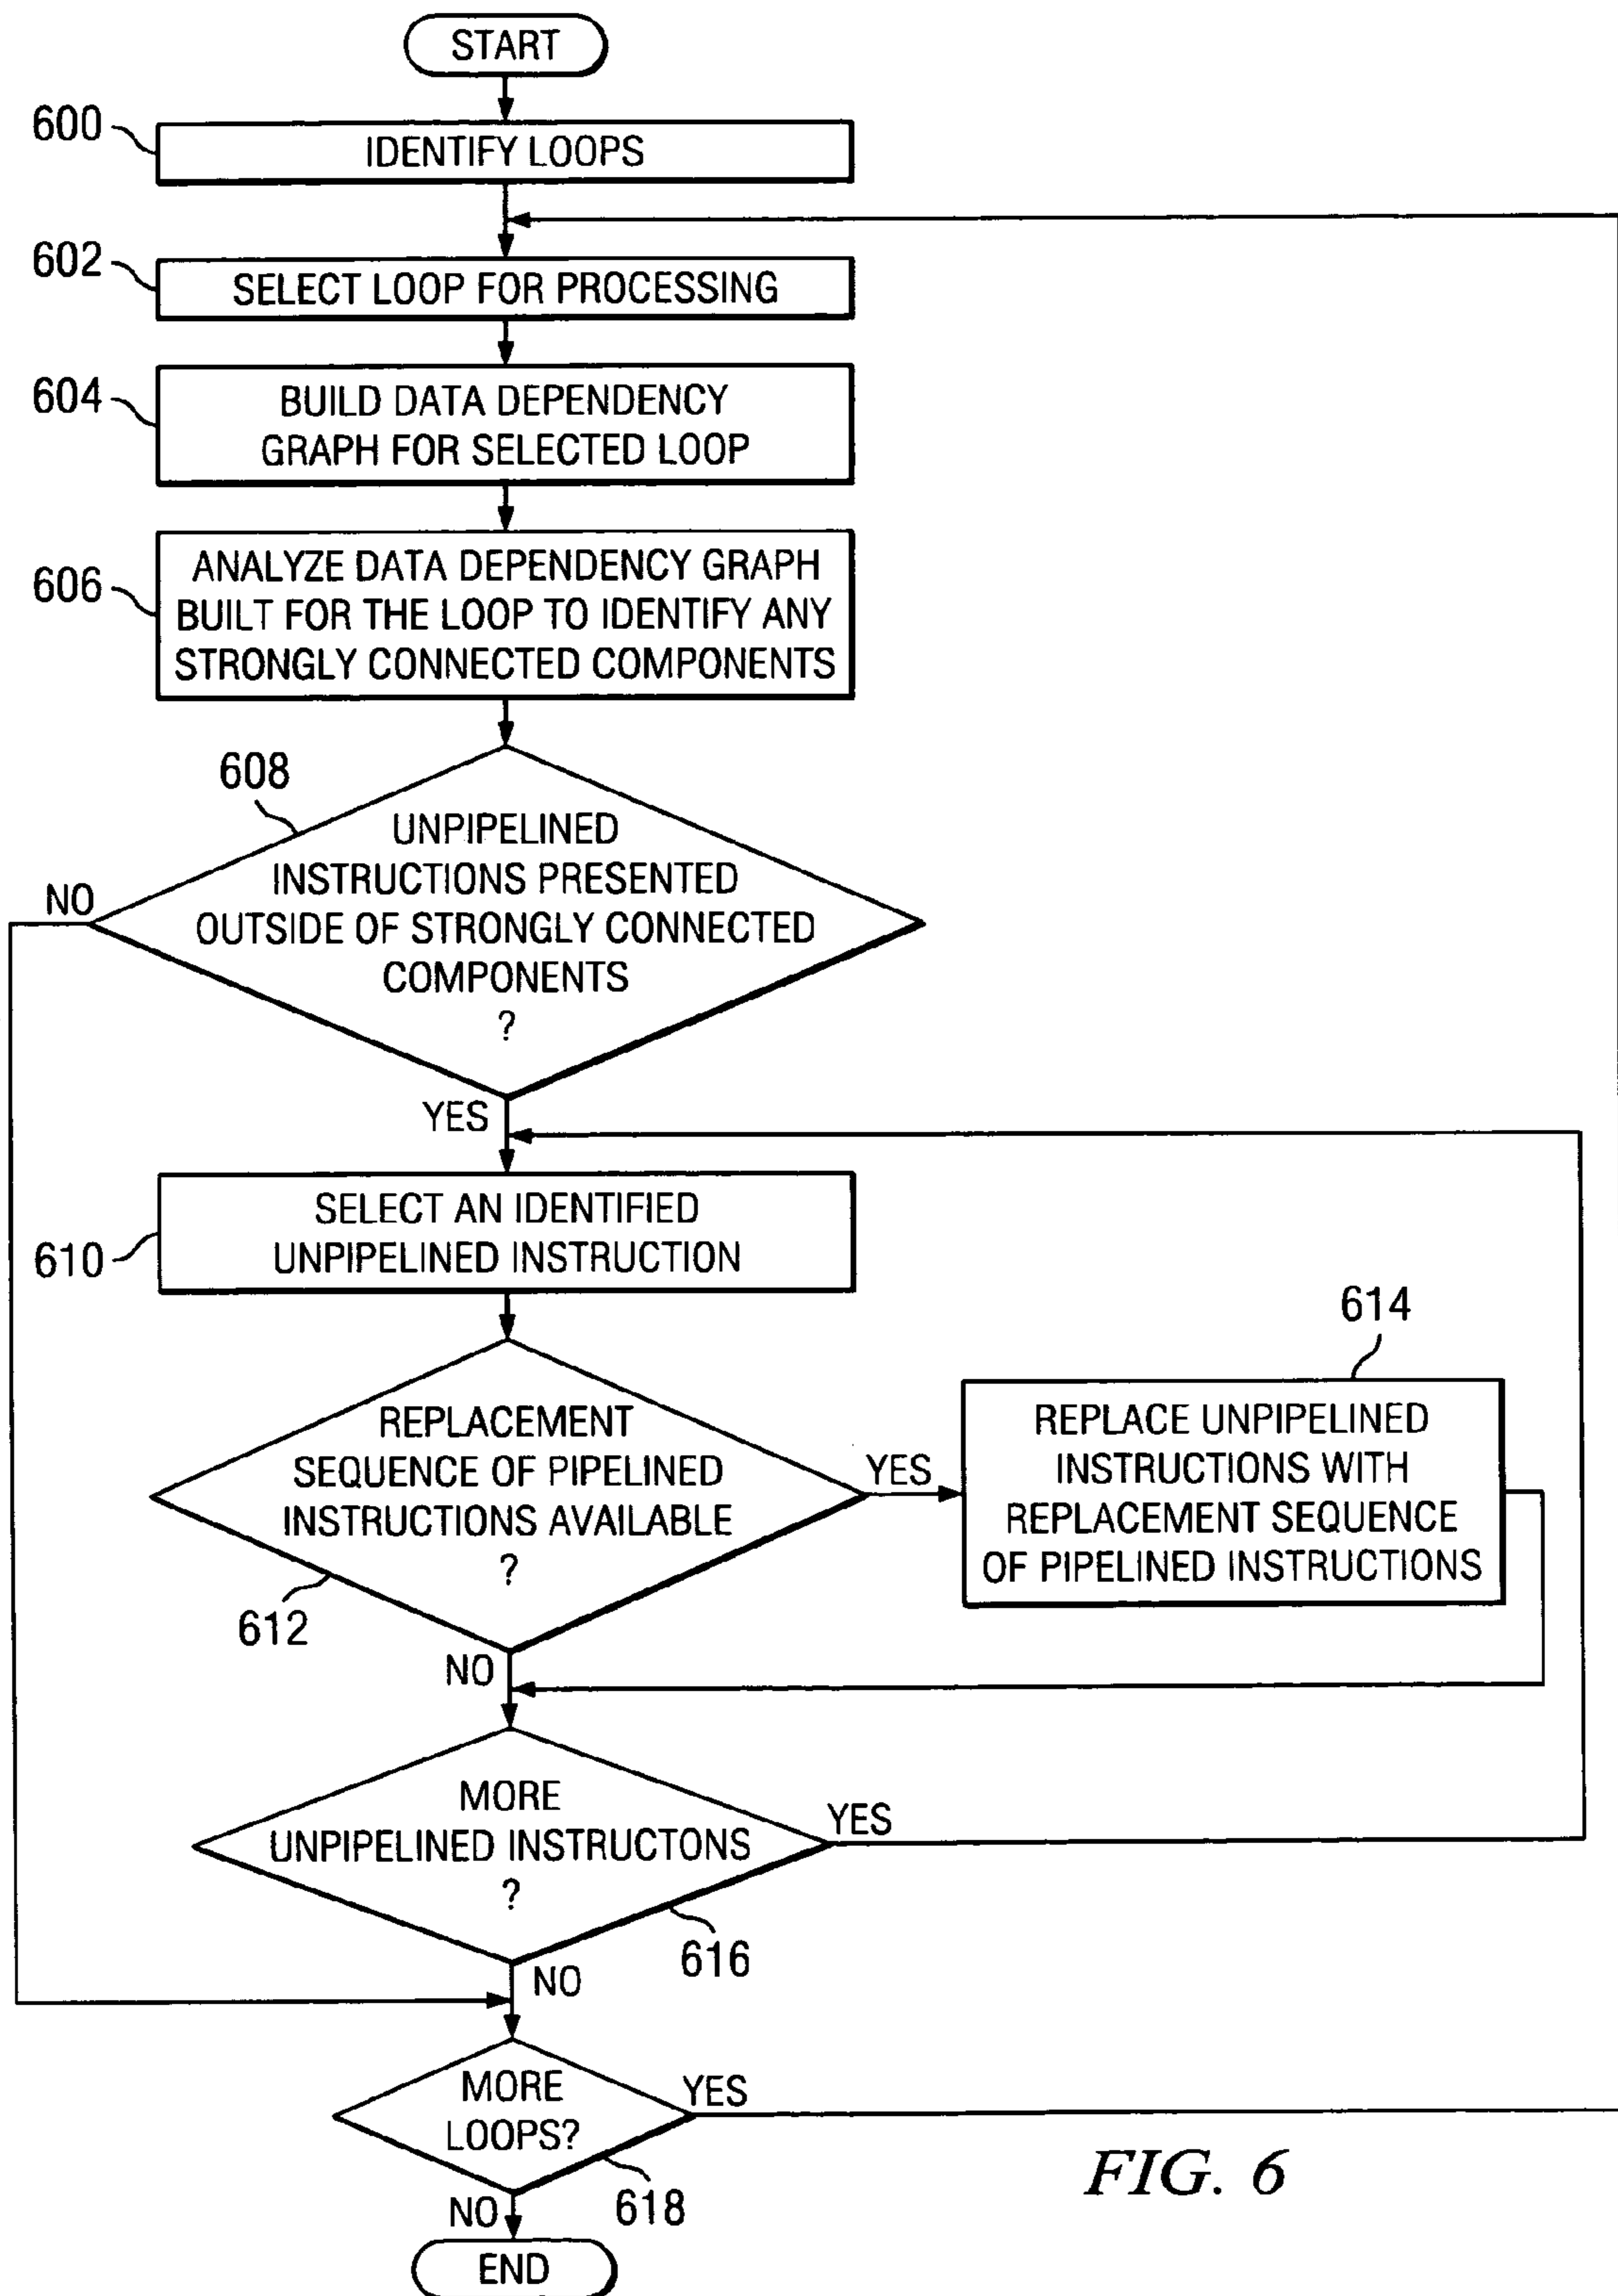 START
600
IDENTIFY LOOPS
602
SELECT LOOP FOR PROCESSING
604
BUILD DATA DEPENDENCY
GRAPH FOR SELECTED LOOP
606
ANALYZE DATA DEPENDENCY GRAPH
BUILT FOR THE LOOP TO IDENTIFY ANY
STRONGLY CONNECTED COMPONENTS
608
UNPIPELINED
INSTRUCTIONS PRESENTED
OUTSIDE OF STRONGLY CONNECTED
COMPONENTS
?
NO
YES
610
SELECT AN IDENTIFIED
UNPIPELINED INSTRUCTION
612
REPLACEMENT
SEQUENCE OF PIPELINED
INSTRUCTIONS AVAILABLE
?
YES
614
REPLACE UNPIPELINED
INSTRUCTIONS WITH
REPLACEMENT SEQUENCE
OF PIPELINED INSTRUCTIONS
NO
MORE
UNPIPELINED INSTRUCTONS
?
YES
616
NO
MORE
LOOPS?
YES
618
NO
END
FIG. 6